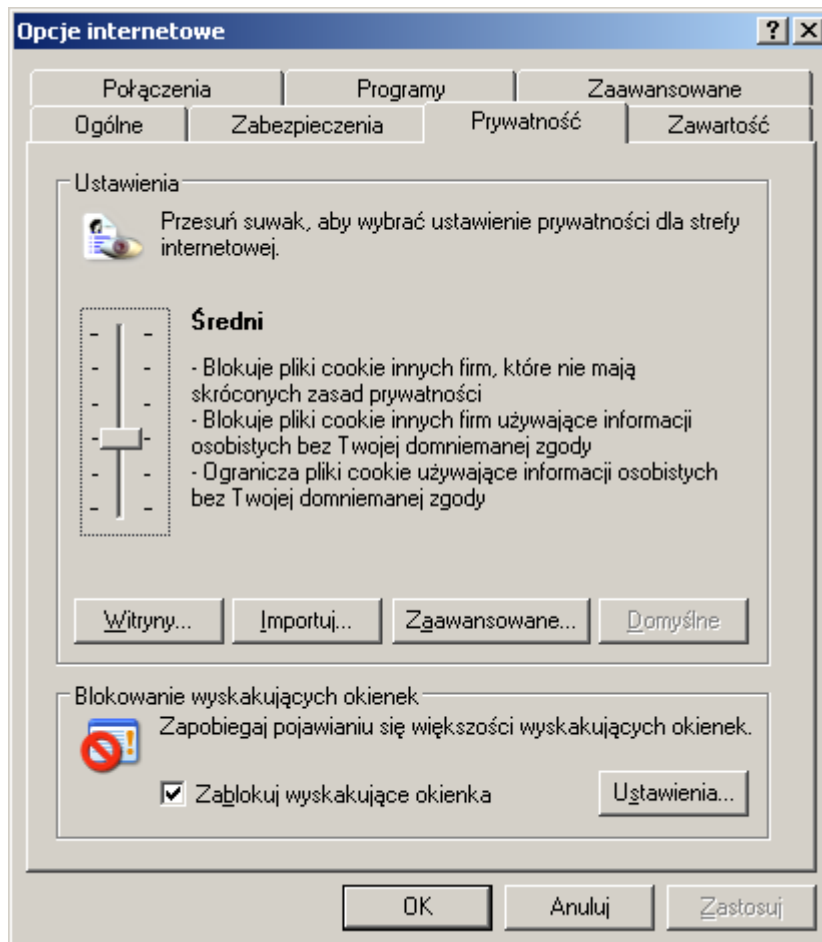 Opcje internetowe
Połączenia
Programy
Zaawansowane
Ogólne
Zabezpieczenia
Prywatność
Zawartość
Ustawienia
Przesuń suwak, aby wybrać ustawienie prywatności dla strefy
internetowej.
Średni
- Blokuje pliki cookie innych firm, które nie mają
skróconych zasad prywatności
- Blokuje pliki cookie innych firm używające informacji
osobistych bez Twojej domniemanej zgody
- Ogranicza pliki cookie używające informacji osobistych
bez Twojej domniemanej zgody
Witryny...
Importuj...
Zaawansowane...
Domyślne
Blokowanie wyskakujących okienek
Zapobiegaj pojawianiu się większości wyskakujących okienek.
Zablokuj wyskakujące okienka
Ustawienia...
OK
Anuluj
Zastosuj